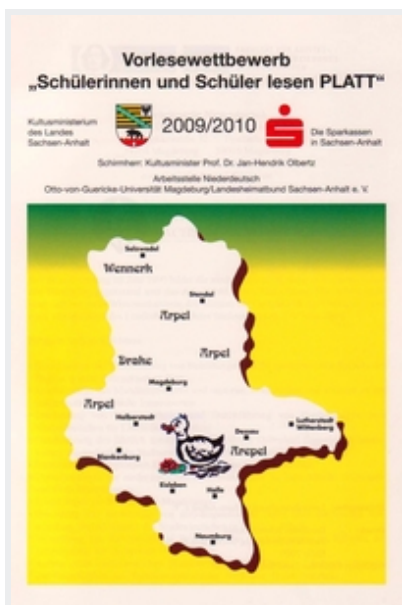 Vorlesewettbewerb
„Schülerinnen und Schüler lesen PLATT“
Kultusministerium
des Landes
Sachsen-Anhalt
2009/2010
Die Sparkassen
in Sachsen-Anhalt
Schirmherr: Kultusminister Prof. Dr. Jan-Hendrik Olbertz
Arbeitsstelle Niederdeutsch
Otto-von-Guericke-Universität Magdeburg/Landesheimatbund Sachsen-Anhalt e. V.
Salzwedel
Wennerk
Stendal
Arpel
Drake
Arpel
Magdeburg
Arpel
Halberstadt
Dessau
Lutherstadt
Wittenberg
Blankenburg
Arepel
Eisleben
Halle
Naumburg